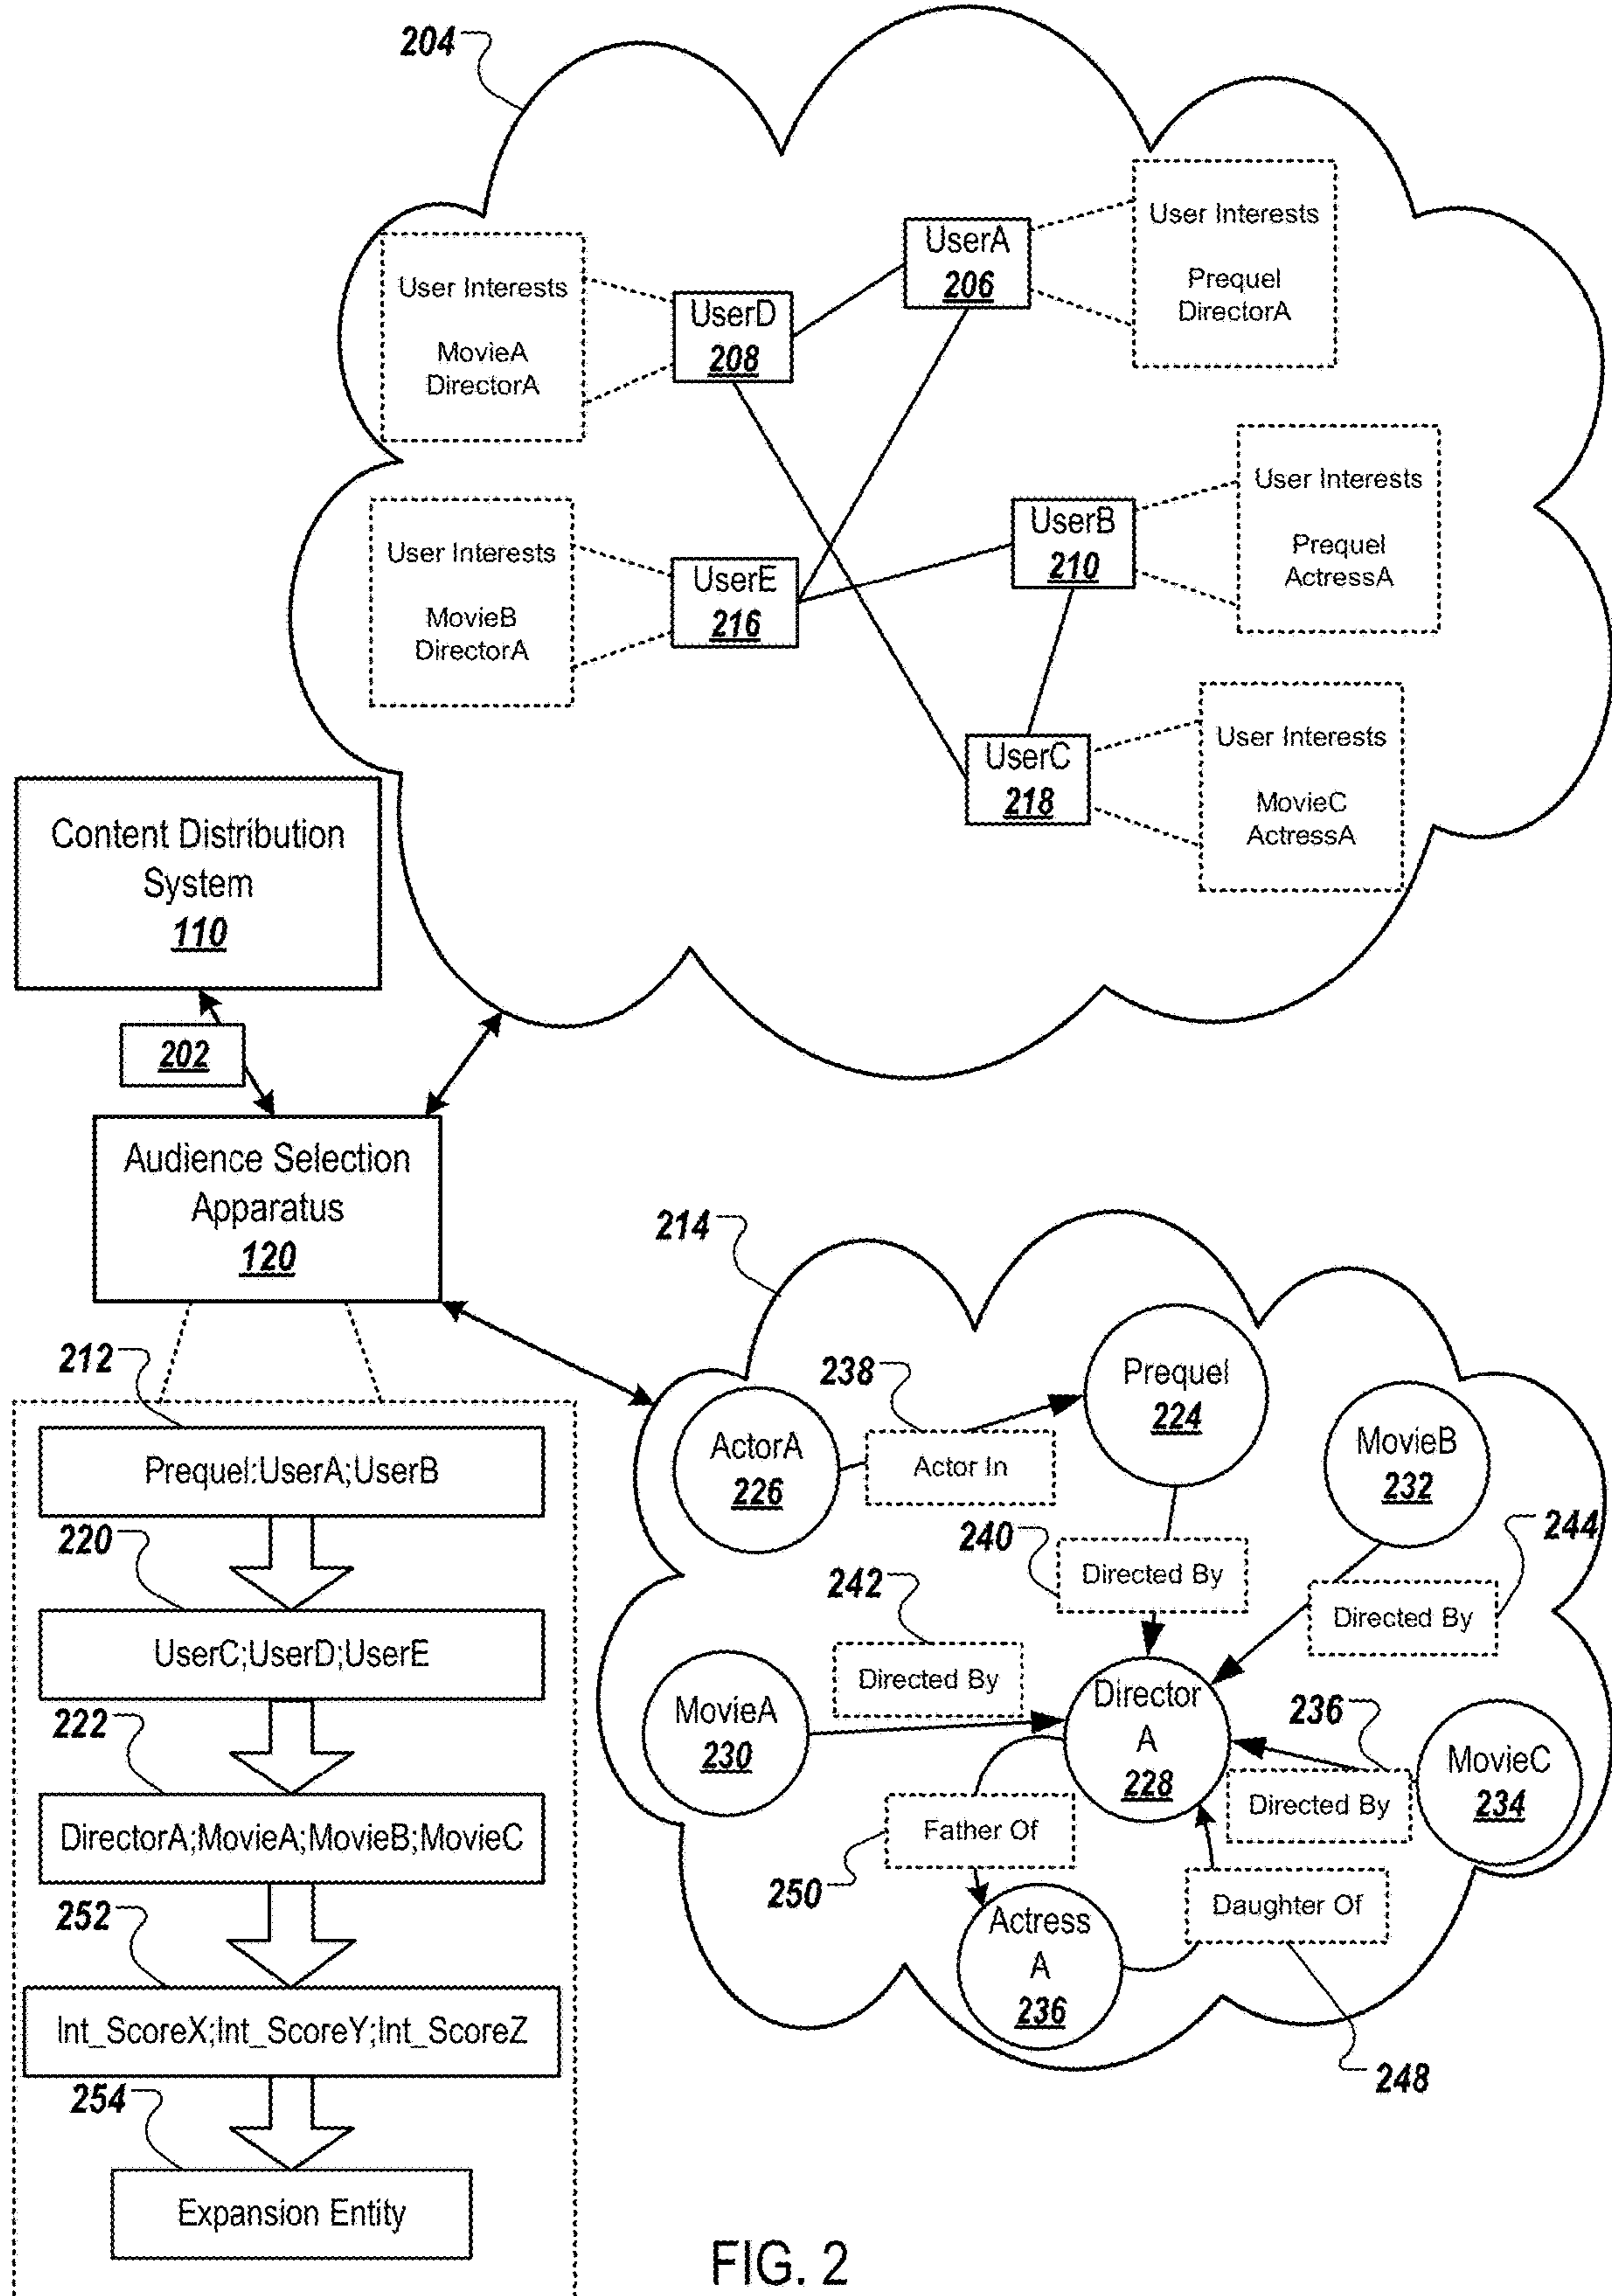 204
User Interests
Prequel
DirectorA
UserA
206
User Interests
MovieA
DirectorA
UserD
208
User Interests
Prequel
ActressA
UserB
210
User Interests
MovieB
DirectorA
UserE
216
User Interests
MovieC
ActressA
UserC
218
Content Distribution
System
110
202
Audience Selection
Apparatus
120
212
Prequel:UserA;UserB
220
UserC;UserD;UserE
222
DirectorA;MovieA;MovieB;MovieC
252
Int_ScoreX;Int_ScoreY;Int_ScoreZ
254
Expansion Entity
214
Prequel
224
238
ActorA
226
Actor In
MovieB
232
240
Directed By
244
Directed By
242
Directed By
MovieA
230
Director
A
228
236
MovieC
234
Directed By
Father Of
250
Daughter Of
Actress
A
236
248
FIG. 2